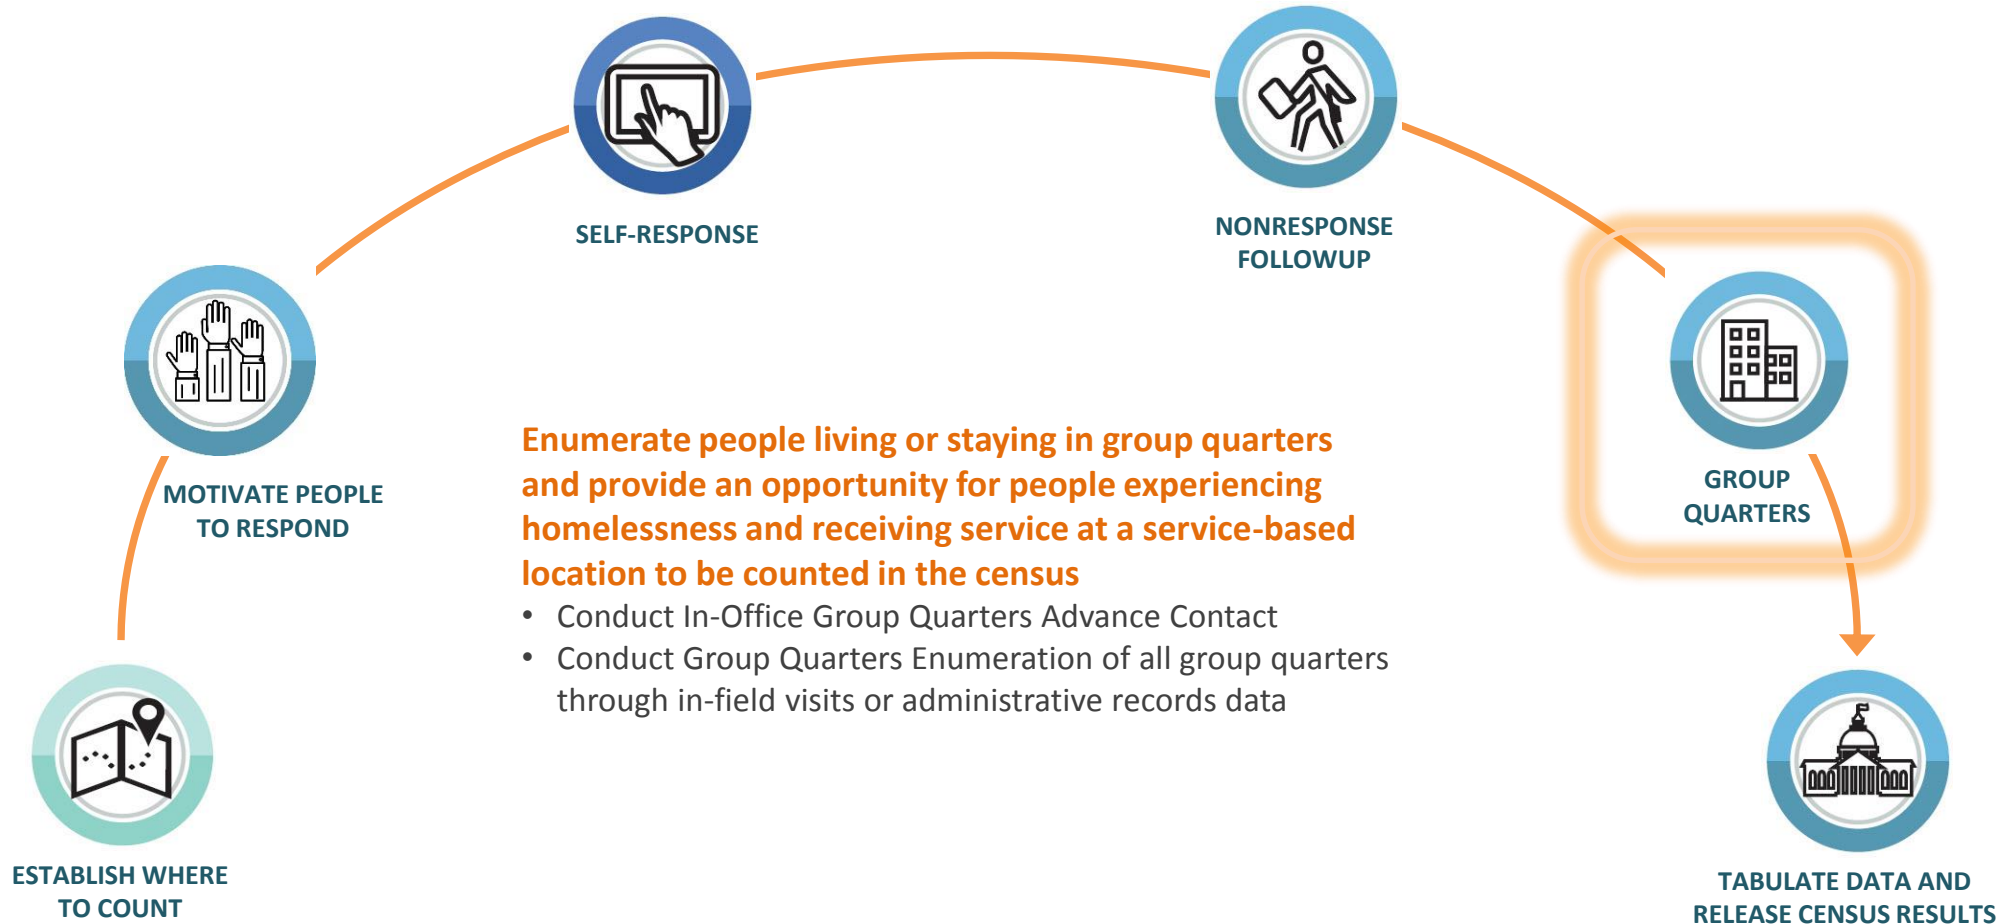 SELF-RESPONSE
NONRESPONSE
FOLLOWUP
MOTIVATE PEOPLE
TO RESPOND
GROUP
QUARTERS
Enumerate people living or staying in group quarters
and provide an opportunity for people experiencing
homelessness and receiving service at a service-based
location to be counted in the census
• Conduct In-Office Group Quarters Advance Contact
• Conduct Group Quarters Enumeration of all group quarters
through in-field visits or administrative records data
ESTABLISH WHERE
TO COUNT
TABULATE DATA AND
RELEASE CENSUS RESULTS